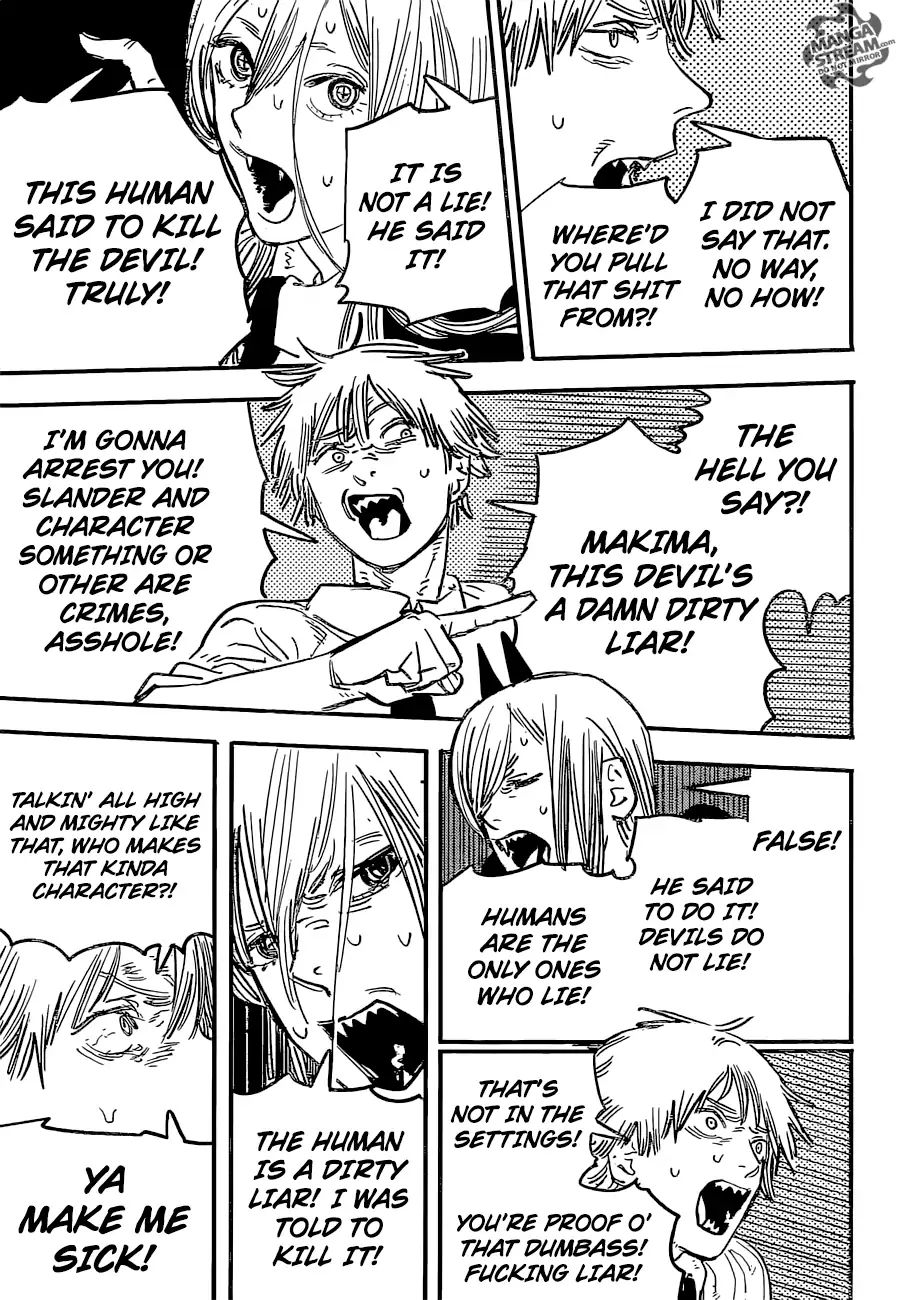 MANGA
STREAM.com
DO NOT MIRROR
I DID NOT
SAY THAT.
NO WAY,
NO HOW!
WHERE'D
YOU PULL
THAT SHIT
FROM?!
IT IS
NOT A LIE!
HE SAID
IT!
THIS HUMAN
SAID TO KILL
THE DEVIL!
TRULY!
THE
HELL YOU
SAY?!
MAKIMA,
THIS DEVIL'S
A DAMN DIRTY
LIAR!
I'M GONNA
ARREST YOU!
SLANDER AND
CHARACTER
SOMETHING OR
OTHER ARE
CRIMES,
ASSHOLE!
FALSE!
HE SAID
TO DO IT!
DEVILS DO
NOT LIE!
HUMANS
ARE THE
ONLY ONES
WHO LIE!
THAT'S
NOT IN THE
SETTINGS!
YOU'RE PROOF O'
THAT DUMBASS!
FUCKING LIAR!
THE HUMAN
IS A DIRTY
LIAR! I WAS
TOLD TO
KILL IT!
TALKIN' ALL HIGH
AND MIGHTY LIKE
THAT, WHO MAKES
THAT KINDA
CHARACTER?!
YA
MAKE ME
SICK!